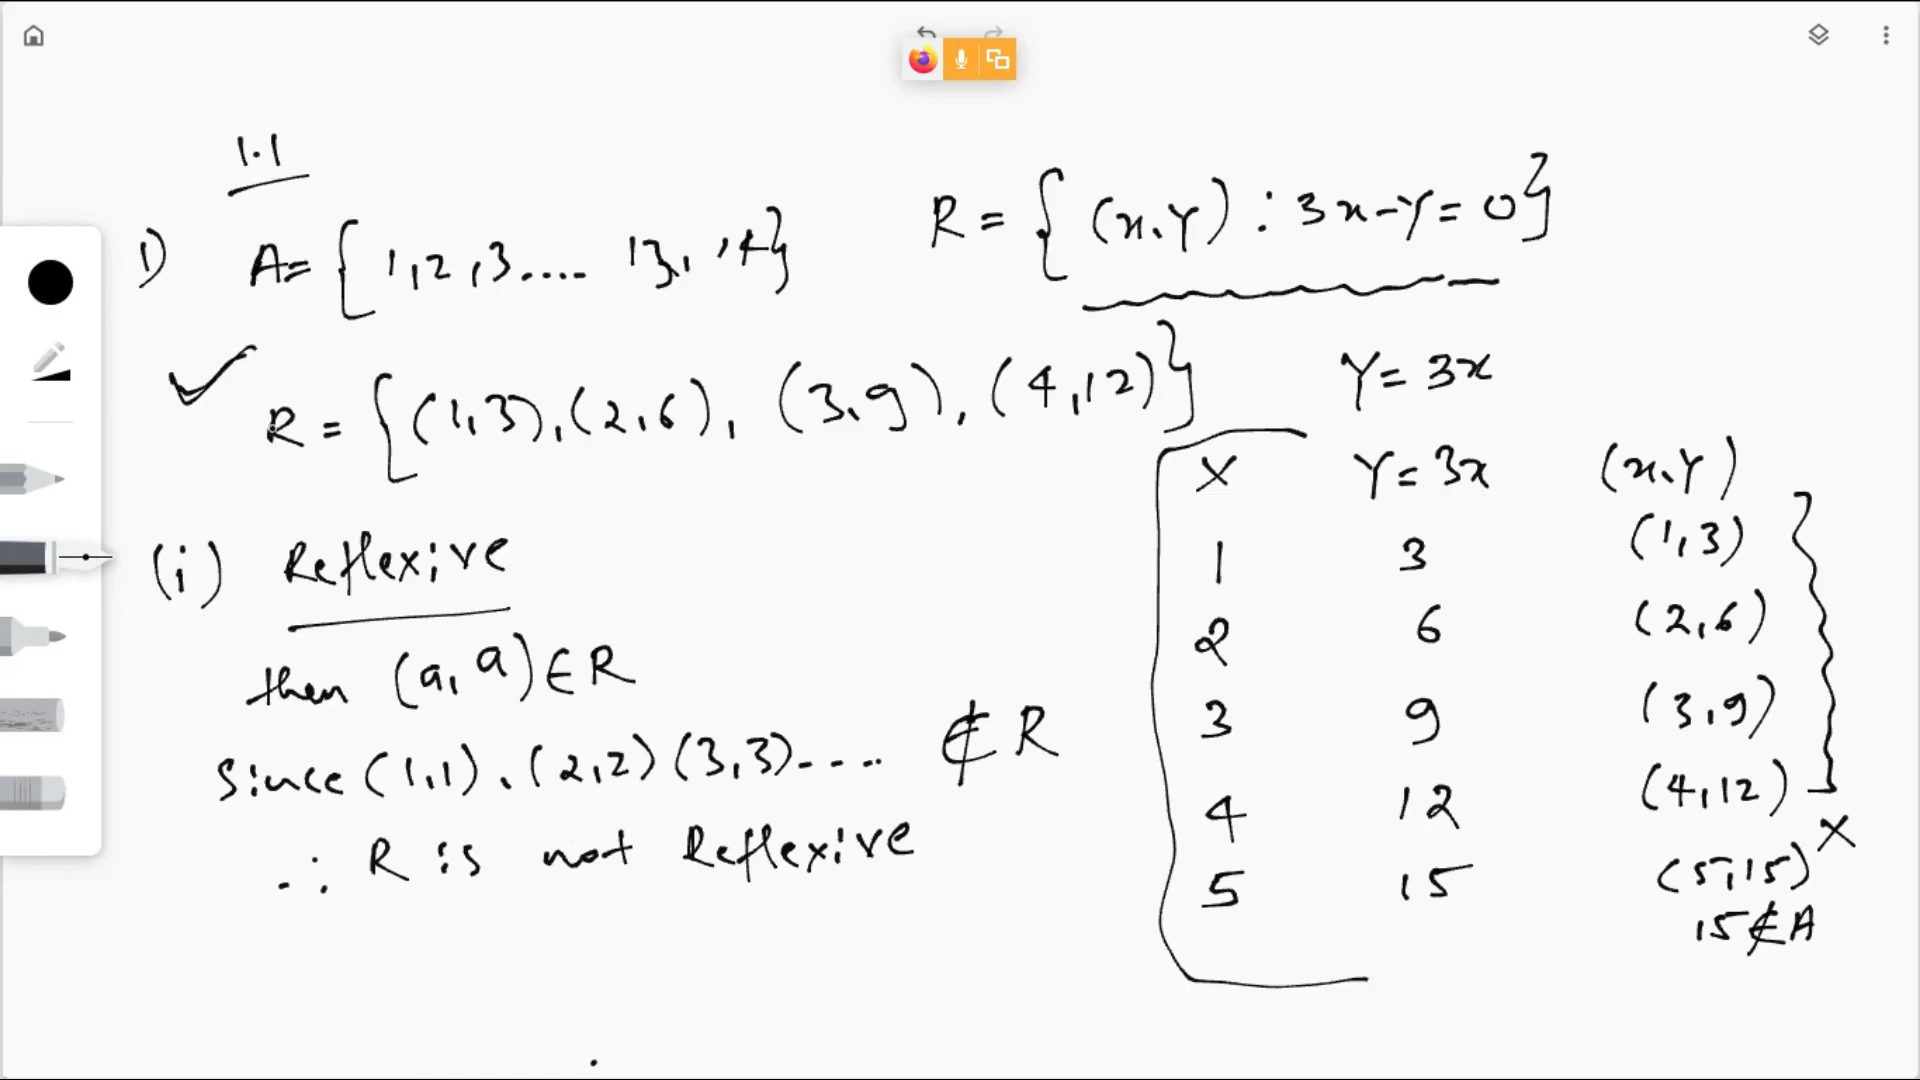 1.1
1) A = { 1, 2, 3.... 13, 14} R = { (x, Y) : 3x-Y= 0}
R = { (1,3), (2,6), (3,9), (4,12)} Y= 3x
X Y= 3x (x,Y)
1 3 (1,3)
2 6 (2,6)
3 9 (3,9)
4 12 (4,12)
5 15 (5,15) X
15 ∉ A
(i) Reflexive
then (a, a) ∈ R
Since (1,1), (2,2) (3,3)---- ∉ R
∴ R is not Reflexive